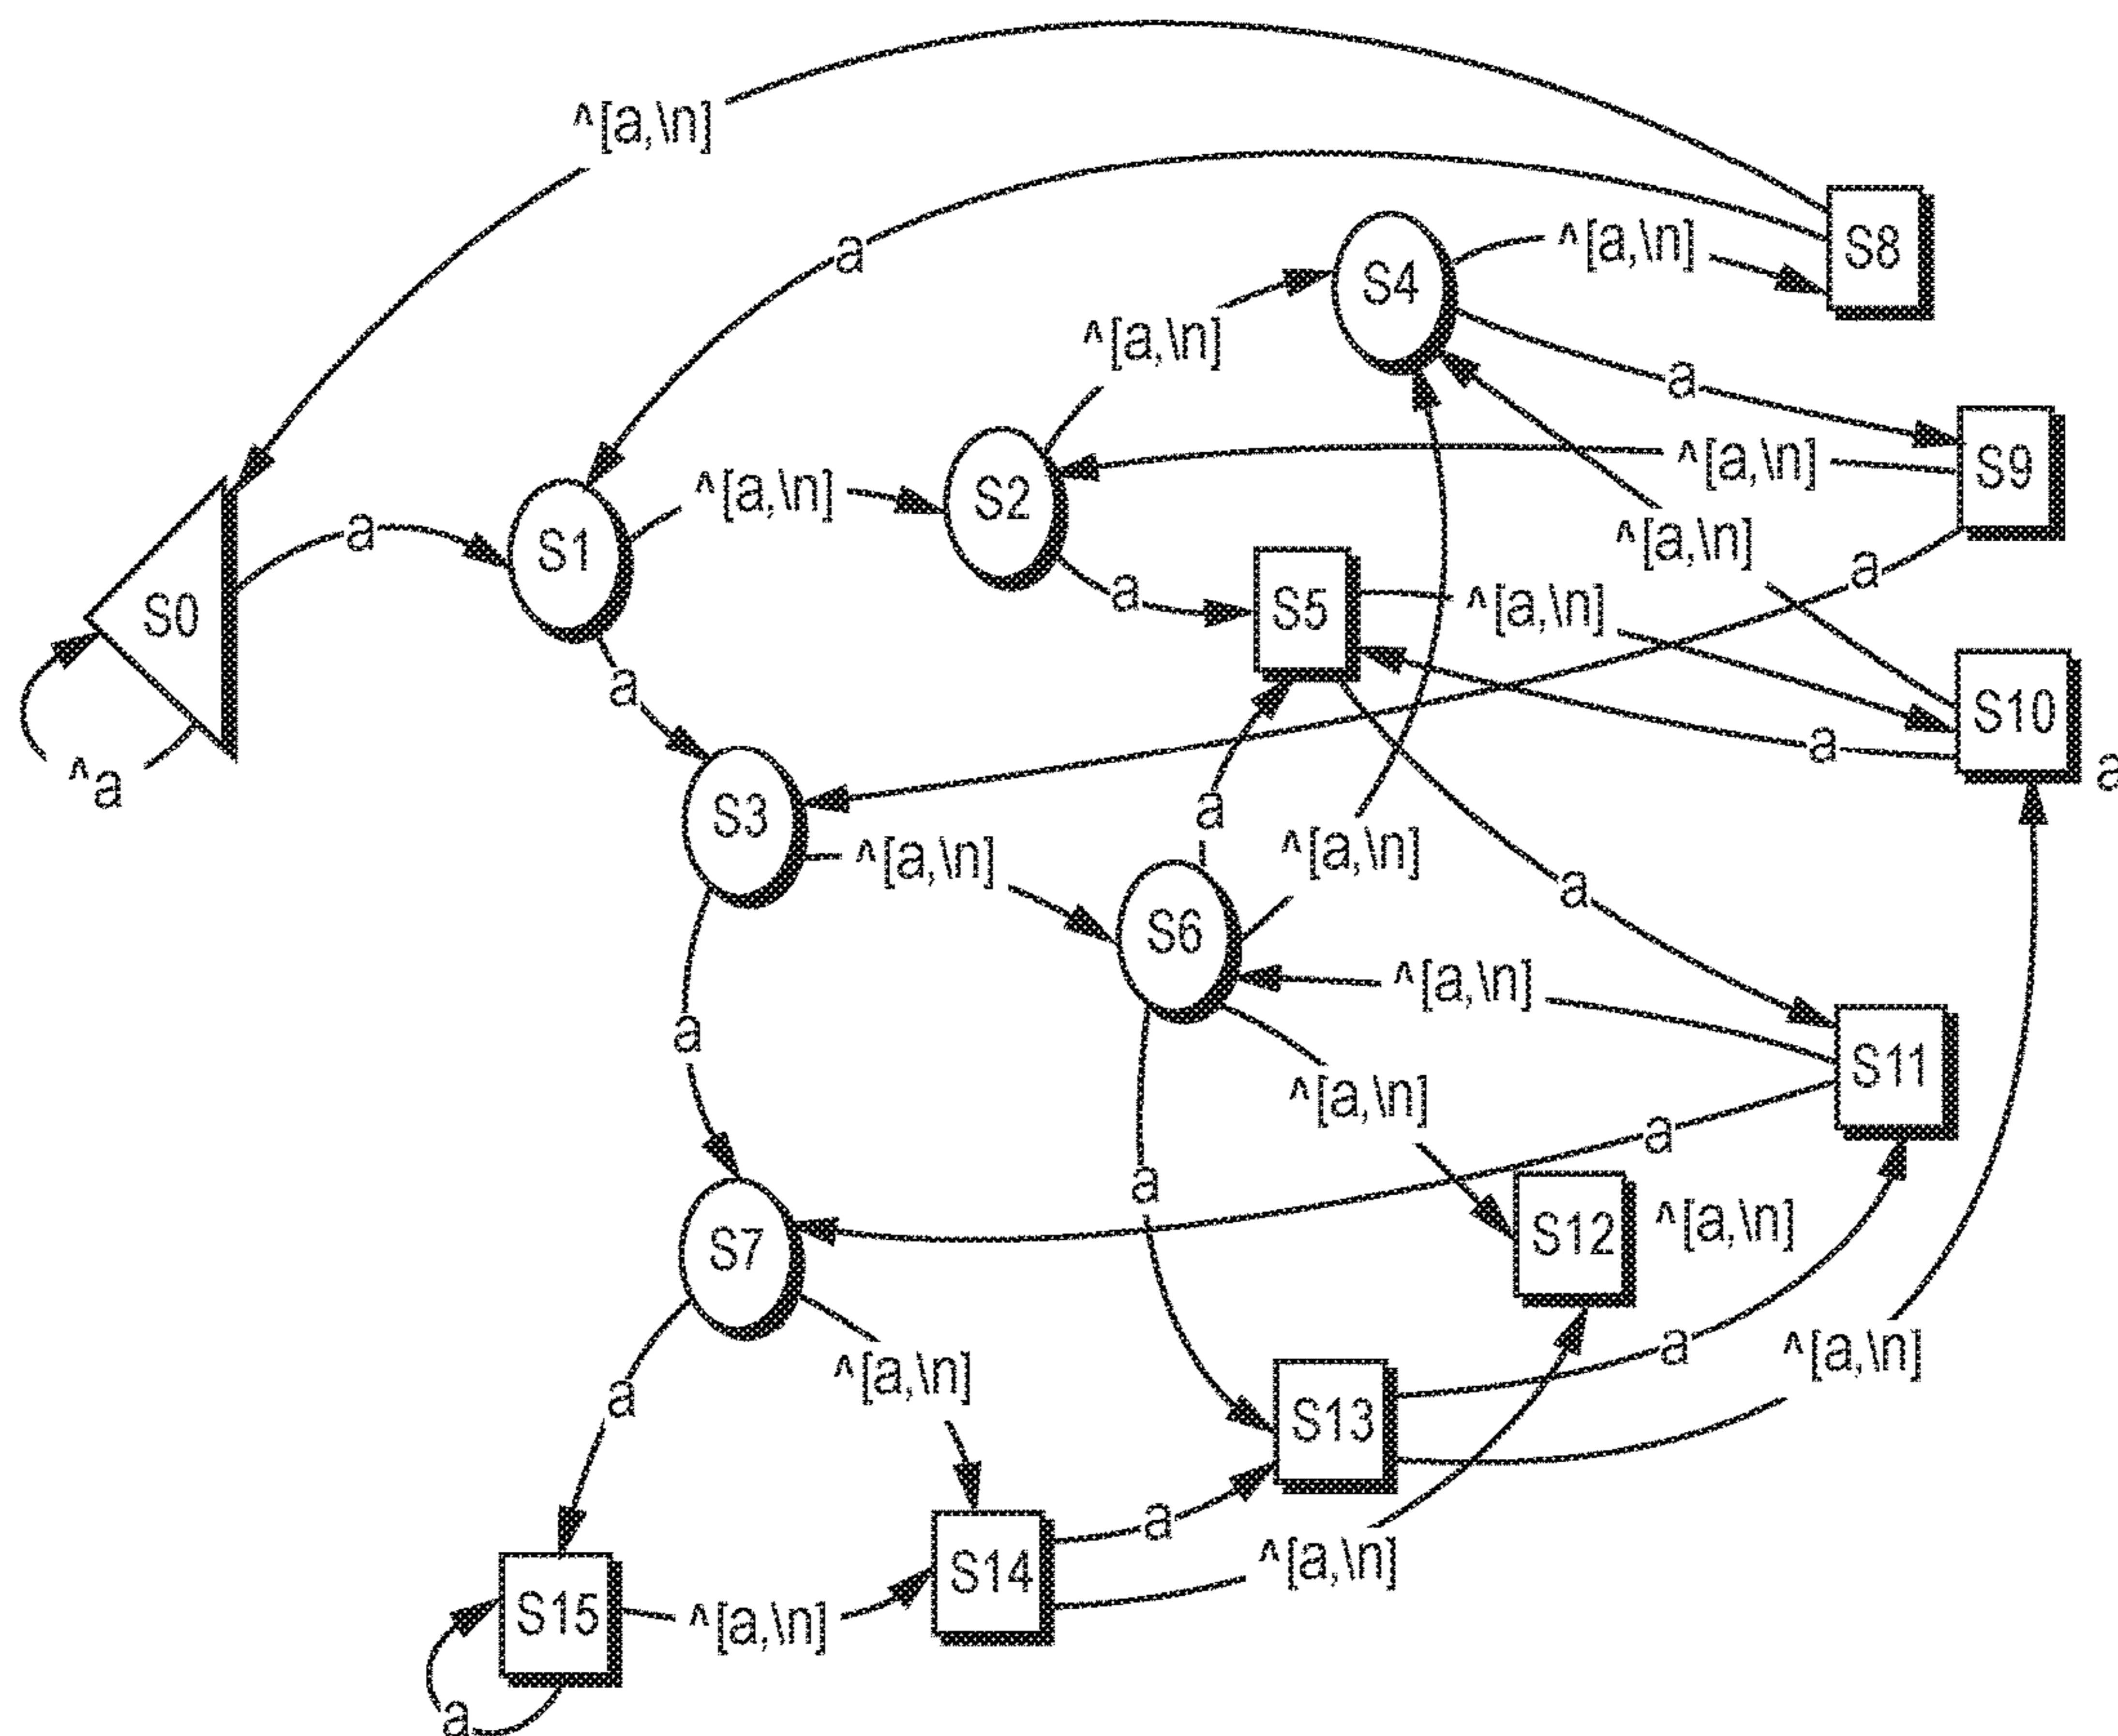 ^[a,\n]
a
S8
S4
^[a,\n]
^[a,\n]
a
S9
^[a,\n]
S2
^[a,\n]
a
S1
^[a,\n]
a
S5
^[a,\n]
^[a,\n]
a
S0
^a
a
S10
a
a
S3
a
^[a,\n]
^[a,\n]
a
S6
^[a,\n]
a
S11
^[a,\n]
a
a
S7
S12
^[a,\n]
a
^[a,\n]
a
^[a,\n]
S13
a
S14
^[a,\n]
S15
^[a,\n]
a